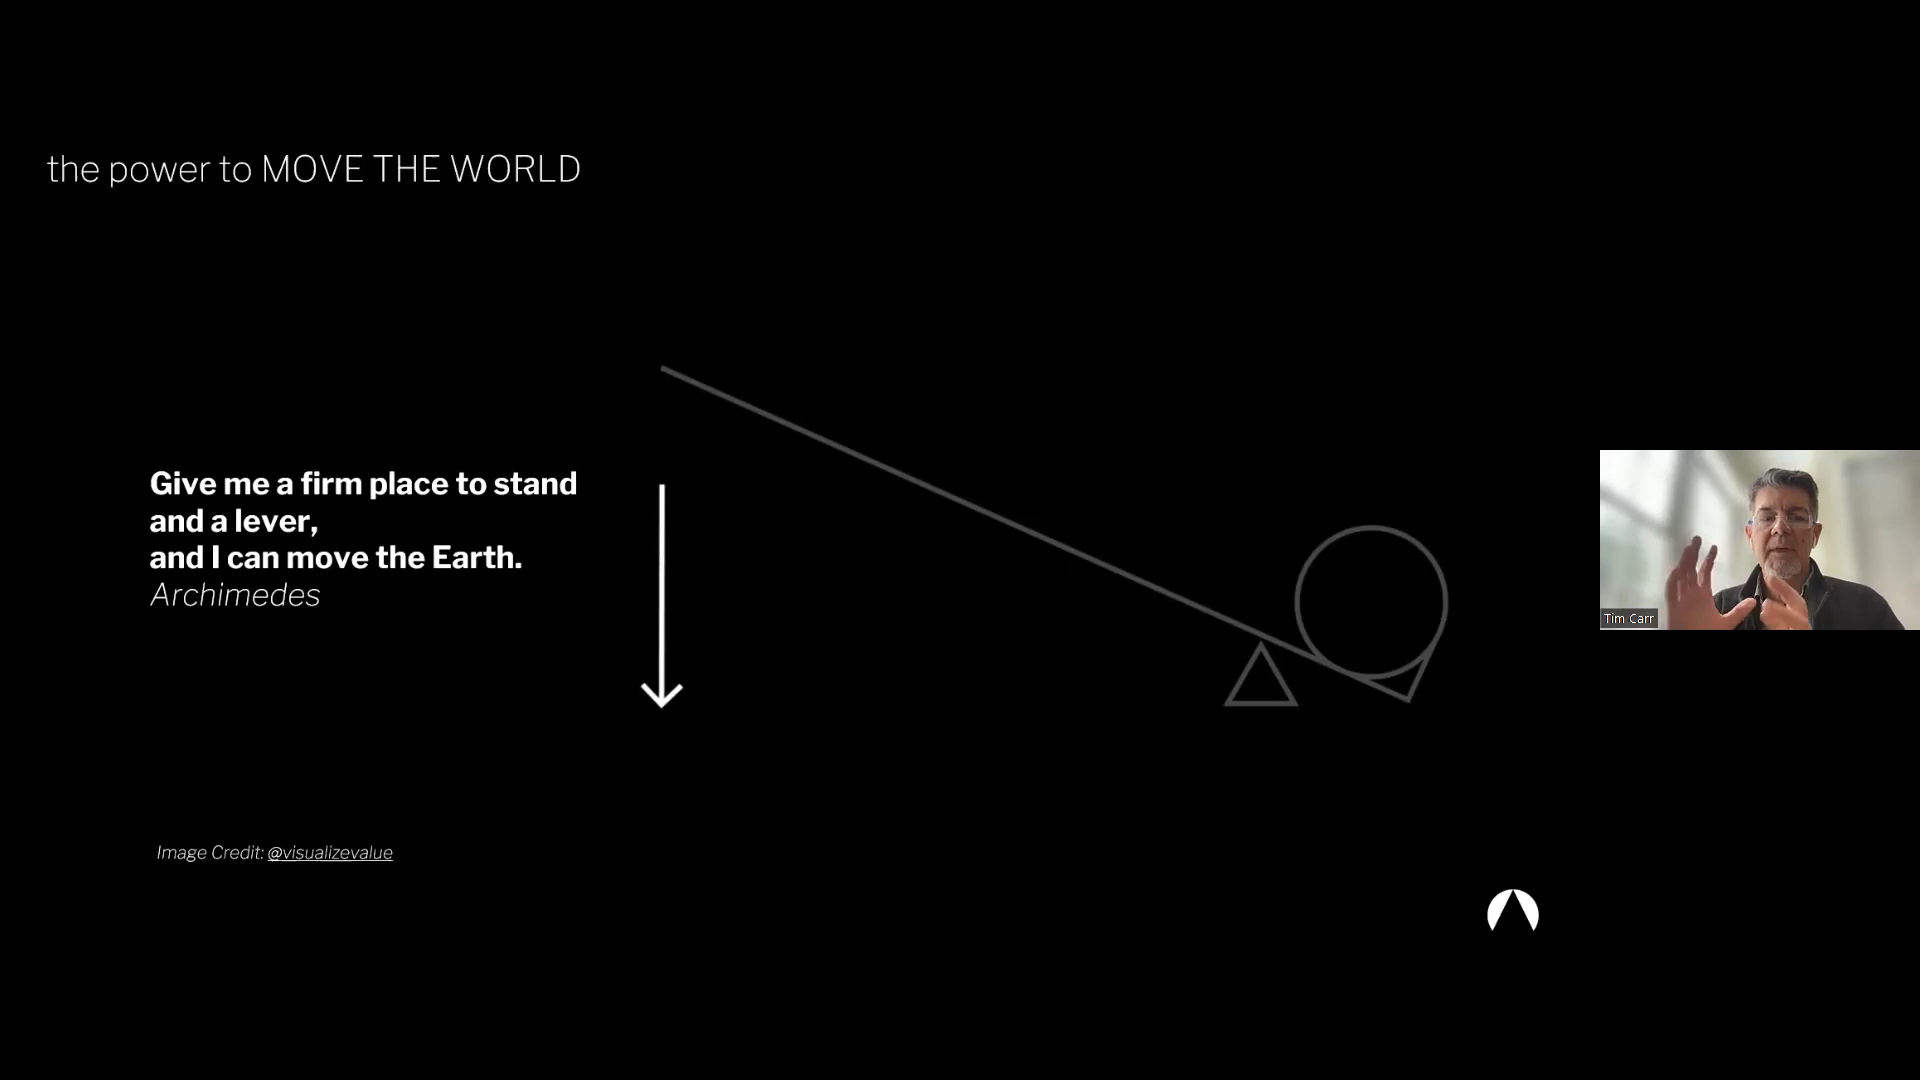 the power to MOVE THE WORLD
Give me a firm place to stand
and a lever,
and I can move the Earth.
Archimedes
Tim Carr
Image Credit: @visualizevalue